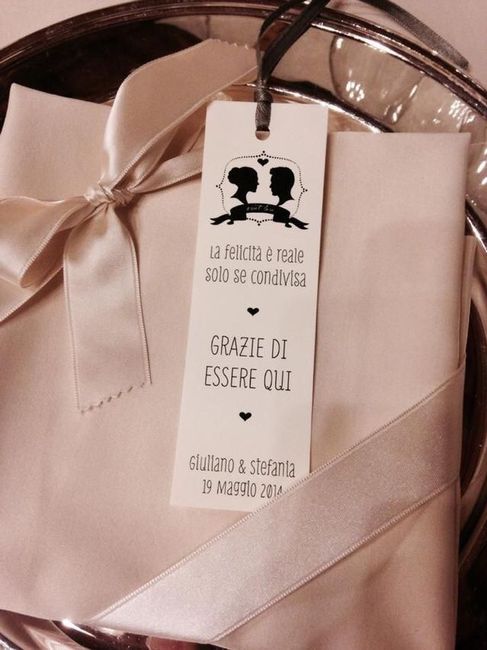 La felicità è reale
solo se condivisa
GRAZIE DI
ESSERE QUI
Giuliano & Stefania
19 Maggio 2014